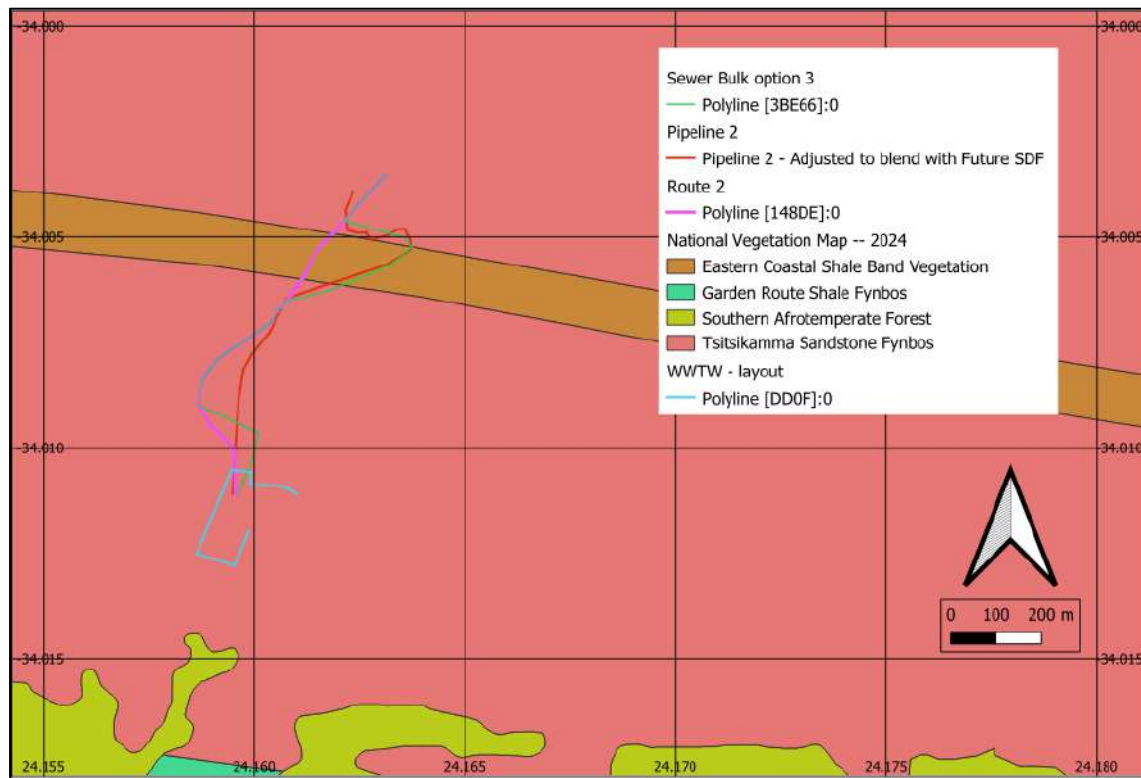 -34.000
-34.000
Sewer Bulk option 3
Polyline [3BE66]:0
Pipeline 2
Pipeline 2 - Adjusted to blend with Future SDF
Route 2
Polyline [148DE]:0
National Vegetation Map -- 2024
Eastern Coastal Shale Band Vegetation
Garden Route Shale Fynbos
Southern Afrotemperate Forest
Tsitsikamma Sandstone Fynbos
WWTW - layout
Polyline [DD0F]:0
-34.005
-34.005
-34.010
-34.010
0 100 200 m
-34.015
-34.015
24.155 24.160 24.165 24.170 24.175 24.180